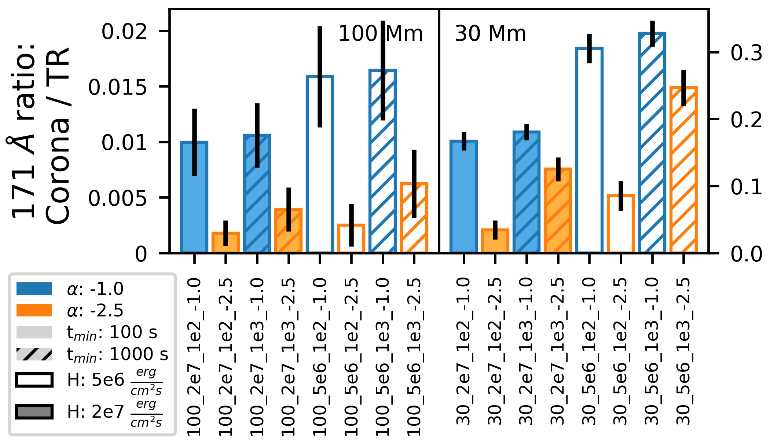 171 Å ratio:
Corona / TR
0.02
0.015
0.01
0.005
0
100 Mm
30 Mm
0.3
0.2
0.1
0.0
100_2e7_1e2_-1.0
100_2e7_1e2_-2.5
100_2e7_1e3_-1.0
100_2e7_1e3_-2.5
100_5e6_1e2_-1.0
100_5e6_1e2_-2.5
100_5e6_1e3_-1.0
100_5e6_1e3_-2.5
30_2e7_1e2_-1.0
30_2e7_1e2_-2.5
30_2e7_1e3_-1.0
30_2e7_1e3_-2.5
30_5e6_1e2_-1.0
30_5e6_1e2_-2.5
30_5e6_1e3_-1.0
30_5e6_1e3_-2.5
α: -1.0
α: -2.5
t_min: 100 s
t_min: 1000 s
H: 5e6 erg/cm²s
H: 2e7 erg/cm²s